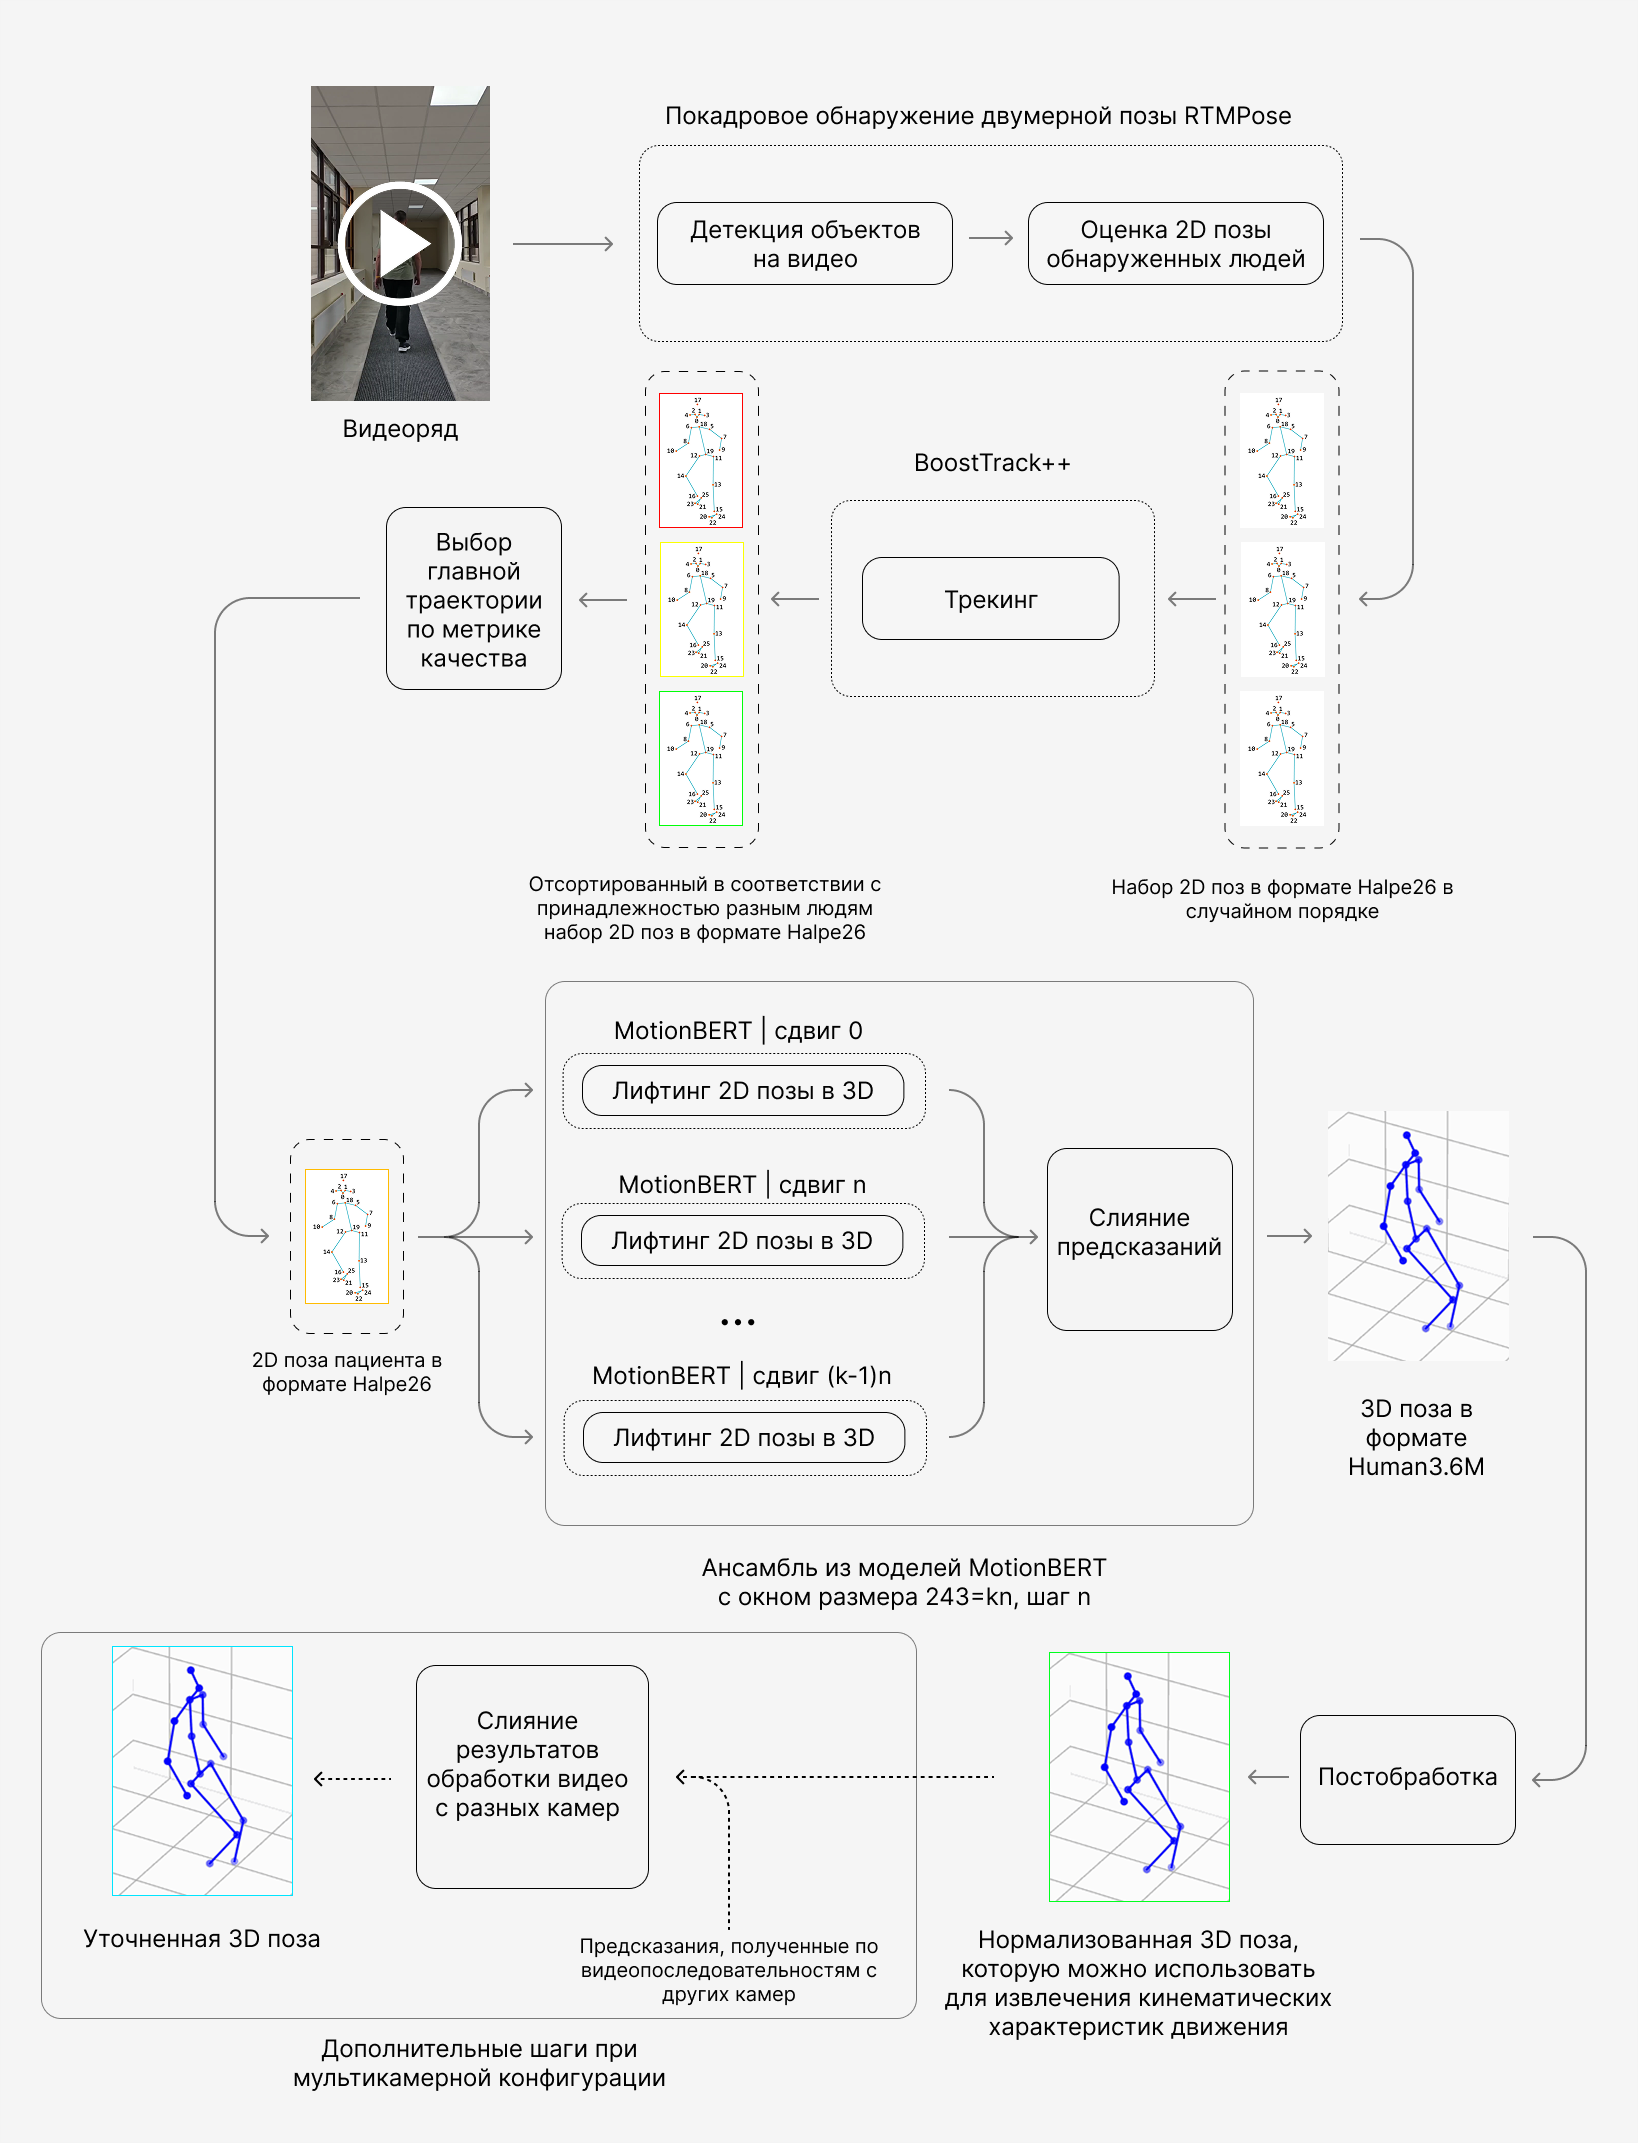 Покадровое обнаружение двумерной позы RTMPose
Детекция объектов
на видео
Оценка 2D позы
обнаруженных людей
Видеоряд
BoostTrack++
Трекинг
Выбор
главной
траектории
по метрике
качества
Отсортированный в соответствии с
принадлежностью разным людям
набор 2D поз в формате Halpe26
Набор 2D поз в формате Halpe26 в
случайном порядке
MotionBERT | сдвиг 0
Лифтинг 2D позы в 3D
MotionBERT | сдвиг n
Лифтинг 2D позы в 3D
...
MotionBERT | сдвиг (k-1)n
Лифтинг 2D позы в 3D
Слияние
предсказаний
2D поза пациента в
формате Halpe26
3D поза в
формате
Human3.6M
Ансамбль из моделей MotionBERT
с окном размера 243=kn, шаг n
Слияние
результатов
обработки видео
с разных камер
Постобработка
Уточненная 3D поза
Предсказания, полученные по
видеопоследовательностям с
других камер
Нормализованная 3D поза,
которую можно использовать
для извлечения кинематических
характеристик движения
Дополнительные шаги при
мультикамерной конфигурации